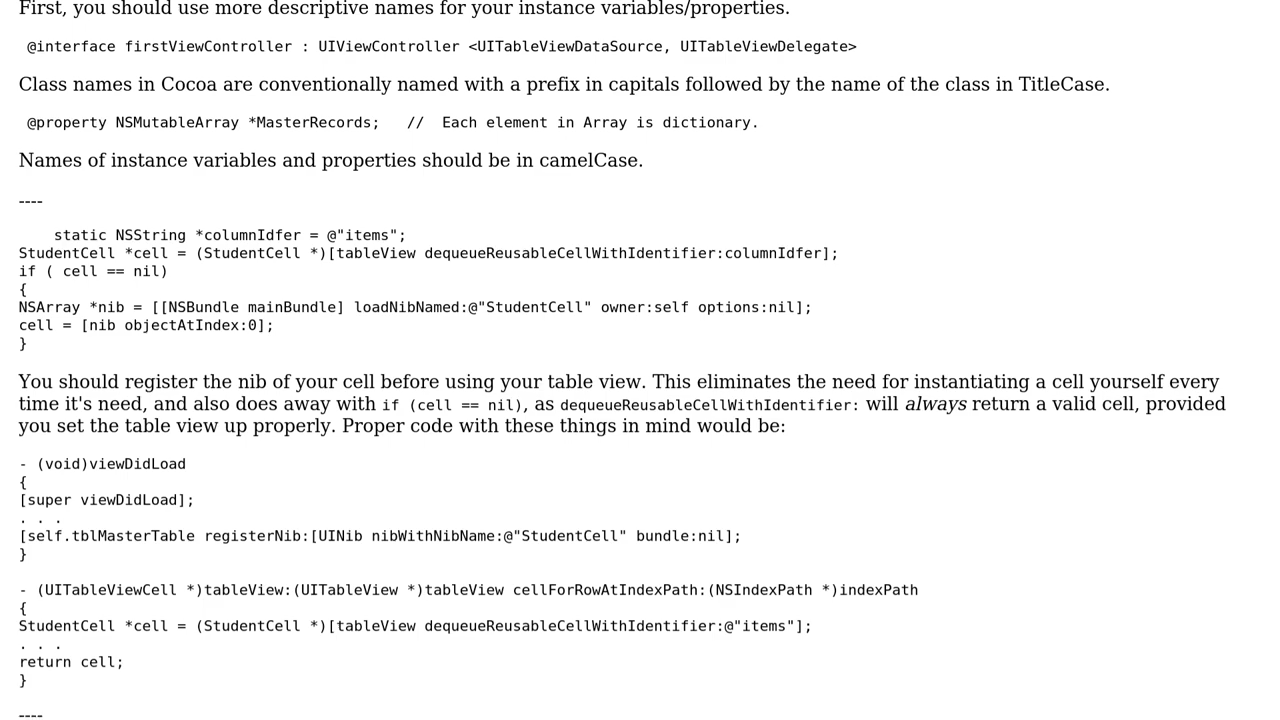 First, you should use more descriptive names for your instance variables/properties.
@interface firstViewController : UIViewController <UITableViewDataSource, UITableViewDelegate>
Class names in Cocoa are conventionally named with a prefix in capitals followed by the name of the class in TitleCase.
@property NSMutableArray *MasterRecords;   //  Each element in Array is dictionary.
Names of instance variables and properties should be in camelCase.
----
    static NSString *columnIdfer = @"items";
StudentCell *cell = (StudentCell *)[tableView dequeueReusableCellWithIdentifier:columnIdfer];
if ( cell == nil)
{
NSArray *nib = [[NSBundle mainBundle] loadNibNamed:@"StudentCell" owner:self options:nil];
cell = [nib objectAtIndex:0];
}
You should register the nib of your cell before using your table view. This eliminates the need for instantiating a cell yourself every
time it's need, and also does away with if (cell == nil), as dequeueReusableCellWithIdentifier: will always return a valid cell, provided
you set the table view up properly. Proper code with these things in mind would be:
- (void)viewDidLoad
{
[super viewDidLoad];
. . .
[self.tblMasterTable registerNib:[UINib nibWithNibName:@"StudentCell" bundle:nil];
}
- (UITableViewCell *)tableView:(UITableView *)tableView cellForRowAtIndexPath:(NSIndexPath *)indexPath
{
StudentCell *cell = (StudentCell *)[tableView dequeueReusableCellWithIdentifier:@"items"];
. . .
return cell;
}
----